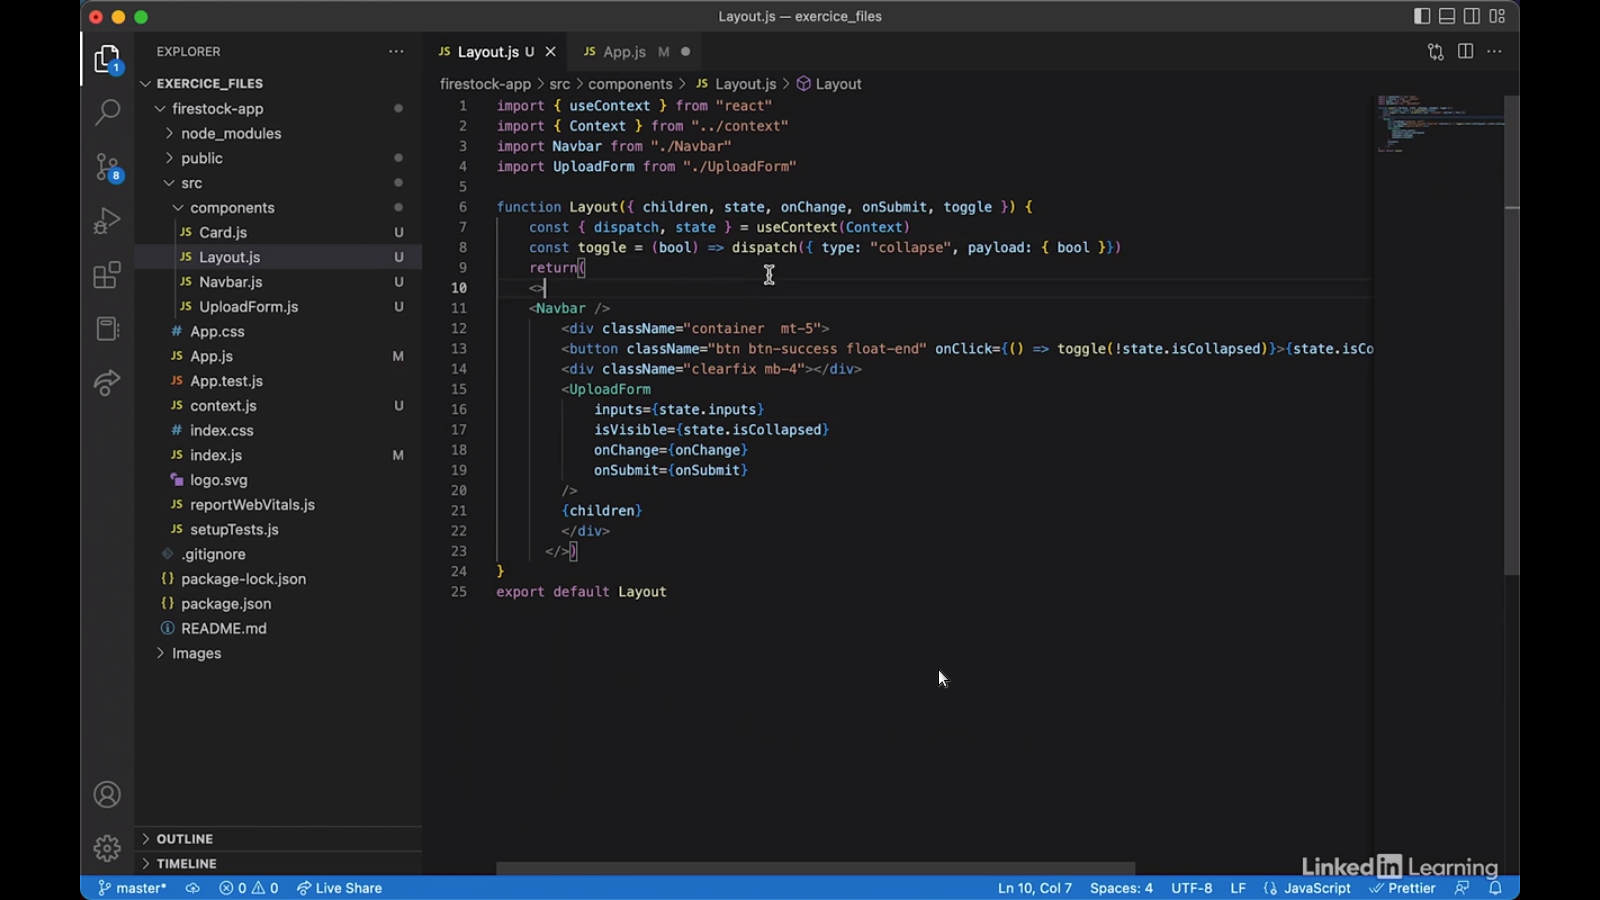 Layout.js — exercice_files
EXPLORER
EXERCICE_FILES
firestock-app
node_modules
public
src
components
JS Card.js U
JS Layout.js U
JS Navbar.js U
JS UploadForm.js U
# App.css
JS App.js M
JS App.test.js
JS context.js U
# index.css
JS index.js M
logo.svg
JS reportWebVitals.js
JS setupTests.js
.gitignore
{} package-lock.json
{} package.json
README.md
Images
OUTLINE
TIMELINE
1
8
JS Layout.js U
JS App.js M
firestock-app > src > components > JS Layout.js > Layout
1 import { useContext } from "react"
2 import { Context } from "../context"
3 import Navbar from "./Navbar"
4 import UploadForm from "./UploadForm"
5
6 function Layout({ children, state, onChange, onSubmit, toggle }) {
7 const { dispatch, state } = useContext(Context)
8 const toggle = (bool) => dispatch({ type: "collapse", payload: { bool }})
9 return(
10 <>
11 <Navbar />
12 <div className="container  mt-5">
13 <button className="btn btn-success float-end" onClick={() => toggle(!state.isCollapsed)}>{state.isCo
14 <div className="clearfix mb-4"></div>
15 <UploadForm
16 inputs={state.inputs}
17 isVisible={state.isCollapsed}
18 onChange={onChange}
19 onSubmit={onSubmit}
20 />
21 {children}
22 </div>
23 </>)
24 }
25 export default Layout
LinkedIn Learning
master* 0 0 Live Share Ln 10, Col 7 Spaces: 4 UTF-8 LF {} JavaScript Prettier